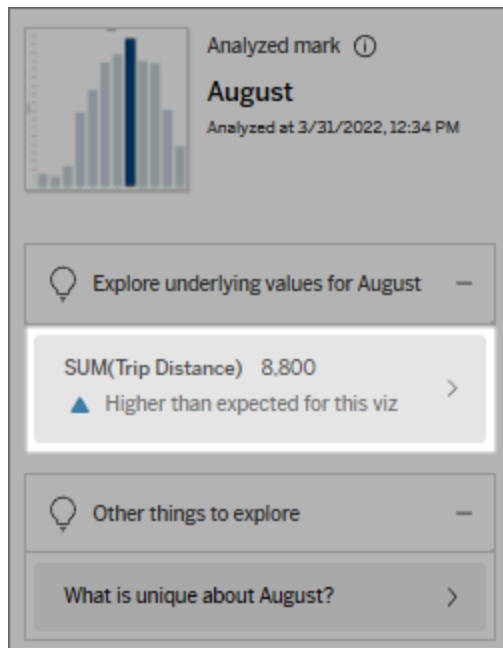 Analyzed mark
August
Analyzed at 3/31/2022, 12:34 PM
Explore underlying values for August
SUM(Trip Distance) 8,800
Higher than expected for this viz
Other things to explore
What is unique about August?